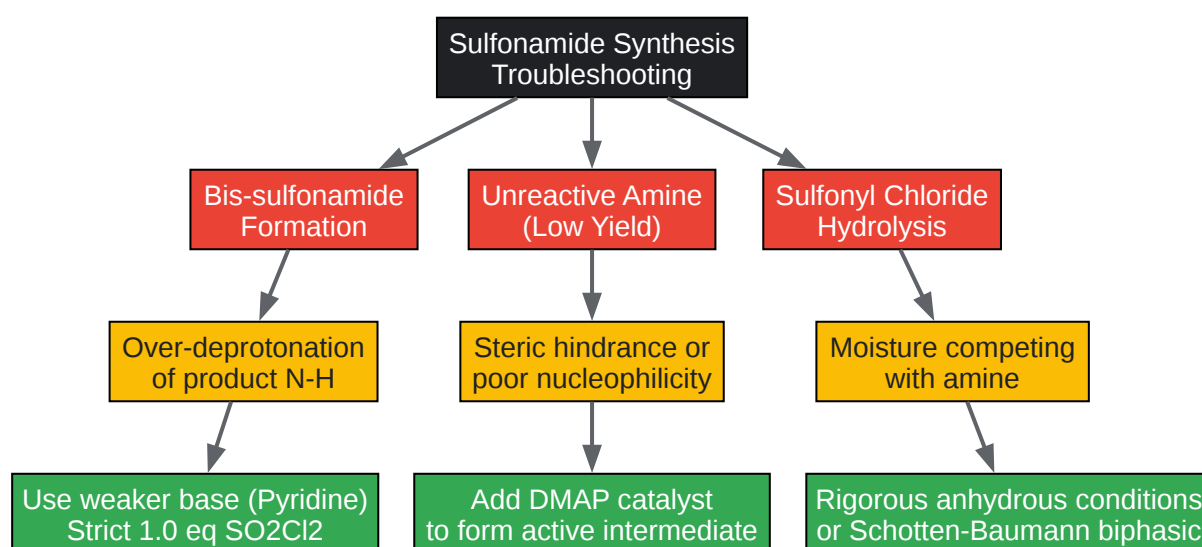 Sulfonamide Synthesis
Troubleshooting
Bis-sulfonamide
Formation
Unreactive Amine
(Low Yield)
Sulfonyl Chloride
Hydrolysis
Over-deprotonation
of product N-H
Steric hindrance or
poor nucleophilicity
Moisture competing
with amine
Use weaker base (Pyridine)
Strict 1.0 eq SO2Cl2
Add DMAP catalyst
to form active intermediate
Rigorous anhydrous conditions
or Schotten-Baumann biphasic